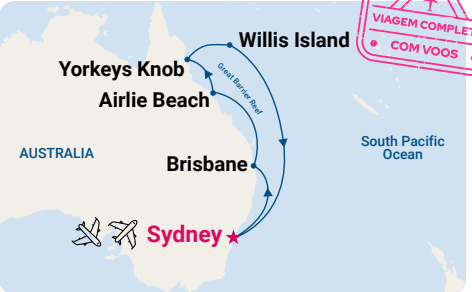 VIAGEM COMPLET
COM VOOS
Willis Island
Yorkeys Knob
Great Barrier Reef
Airlie Beach
South Pacific
Ocean
AUSTRALIA
Brisbane
Sydney